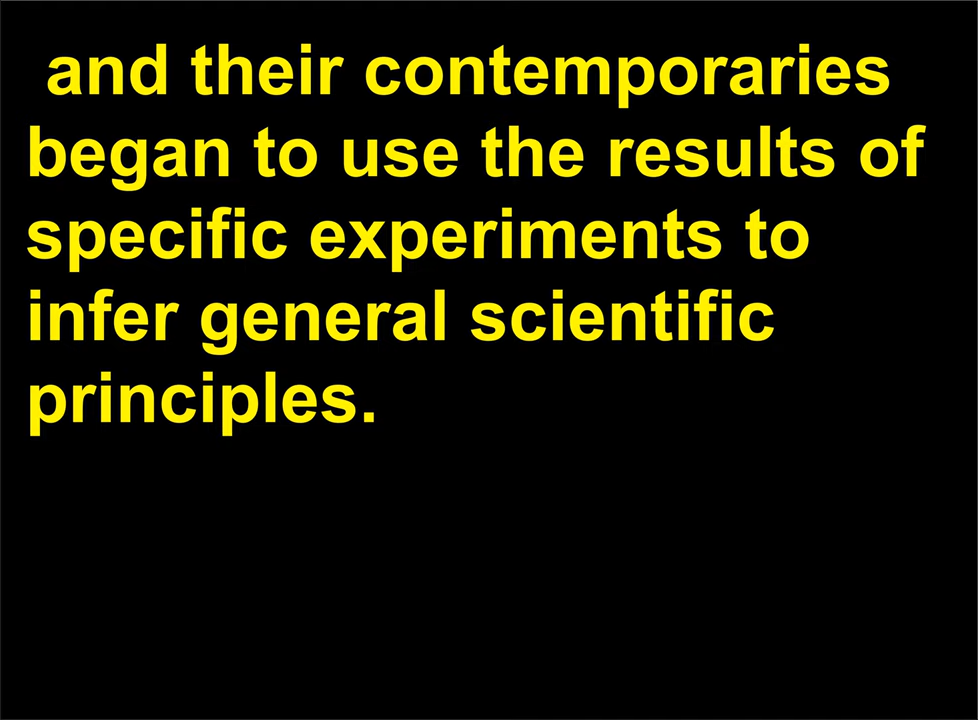 and their contemporaries
began to use the results of
specific experiments to
infer general scientific
principles.